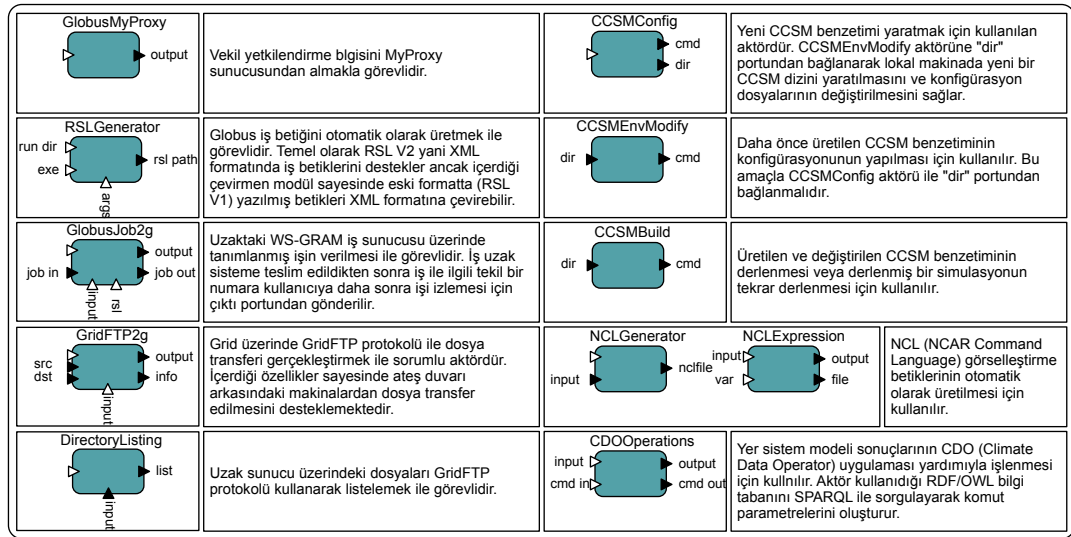 GlobusMyProxy
output
Vekil yetkilendirme blgisini MyProxy
sunucusundan almakla görevlidir.
CCSMConfig
cmd
dir
Yeni CCSM benzetimi yaratmak için kullanılan
aktördür. CCSMEnvModify aktörüne "dir"
portundan bağlanarak lokal makinada yeni bir
CCSM dizini yaratılmasını ve konfigürasyon
dosyalarının değiştirilmesini sağlar.
RSLGenerator
run dir
exe
rsl path
args
Globus iş betiğini otomatik olarak üretmek ile
görevlidir. Temel olarak RSL V2 yani XML
formatında iş betiklerini destekler ancak içerdiği
çevirmen modül sayesinde eski formatta (RSL
V1) yazılmış betikleri XML formatına çevirebilir.
CCSMEnvModify
dir
cmd
Daha önce üretilen CCSM benzetiminin
konfigürasyonunun yapılması için kullanılır. Bu
amaçla CCSMConfig aktörü ile "dir" portundan
bağlanmalıdır.
GlobusJob2g
output
job in
job out
input
rsl
Uzaktaki WS-GRAM iş sunucusu üzerinde
tanımlanmış işin verilmesi ile görevlidir. İş uzak
sisteme teslim edildikten sonra iş ile ilgili tekil bir
numara kullanıcıya daha sonra işi izlemesi için
çıktı portundan gönderilir.
CCSMBuild
dir
cmd
Üretilen ve değiştirilen CCSM benzetiminin
derlenmesi veya derlenmiş bir simulasyonun
tekrar derlenmesi için kullanılır.
GridFTP2g
src
dst
output
info
input
Grid üzerinde GridFTP protokolü ile dosya
transferi gerçekleştirmek ile sorumlu aktördür.
İçerdiği özellikler sayesinde ateş duvarı
arkasındaki makinalardan dosya transfer
edilmesini desteklemektedir.
NCLGenerator
input
nclfile
NCLExpression
input
var
output
file
NCL (NCAR Command
Language) görselleştirme
betiklerinin otomatik
olarak üretilmesi için
kullanılır.
DirectoryListing
list
input
Uzak sunucu üzerindeki dosyaları GridFTP
protokolü kullanarak listelemek ile görevlidir.
CDOOperations
input
cmd in
output
cmd out
Yer sistem modeli sonuçlarının CDO (Climate
Data Operator) uygulaması yardımıyla işlenmesi
için kullnılır. Aktör kullanıdığı RDF/OWL bilgi
tabanını SPARQL ile sorgulayarak komut
parametrelerini oluşturur.